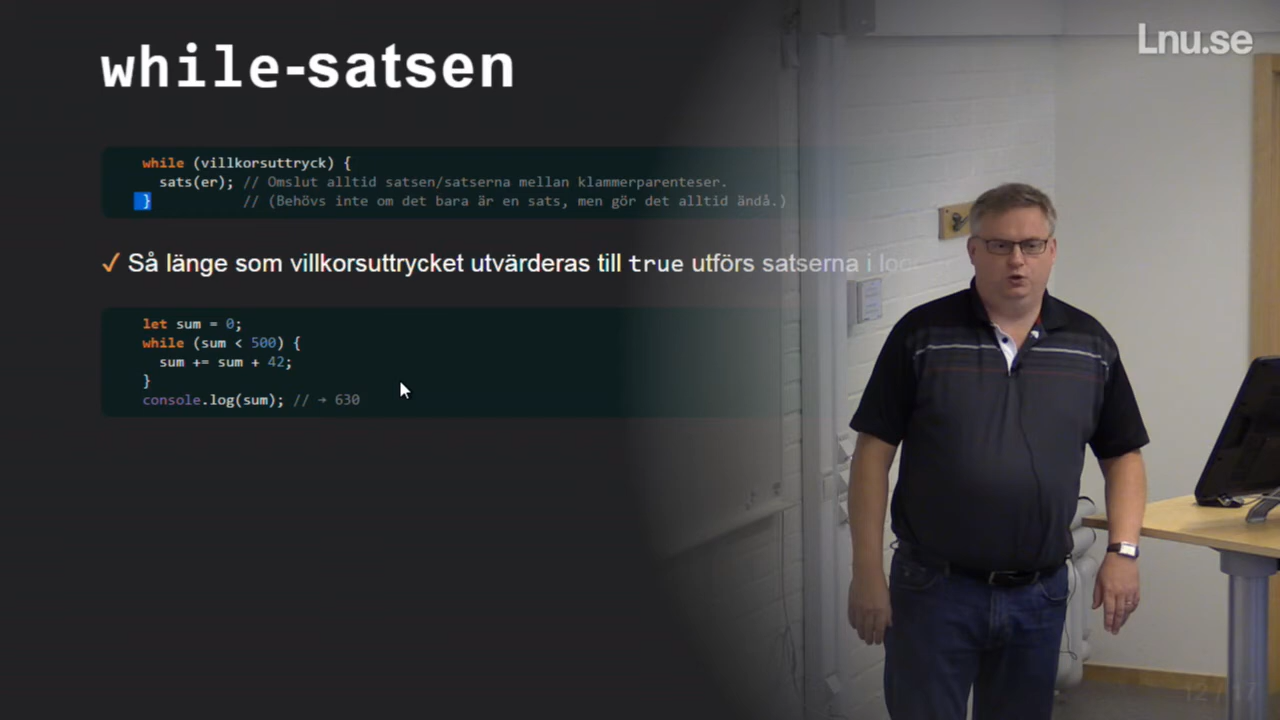 Lnu.se
while-satsen
while (villkorsuttryck) {
sats(er); // Omslut alltid satsen/satserna mellan klammerparenteser.
} // (Behövs inte om det bara är en sats, men gör det alltid ändå.)
✓ Så länge som villkorsuttrycket utvärderas till true utförs satserna i
let sum = 0;
while (sum < 500) {
sum += sum + 42;
}
console.log(sum); // → 630
12 / 17